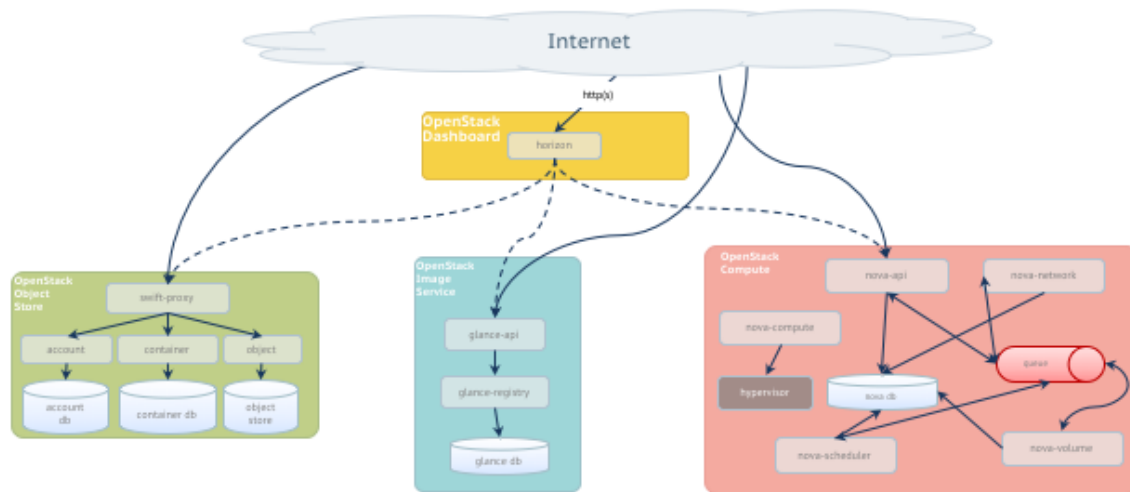 Internet
http(s)
OpenStack
Dashboard
horizon
OpenStack
Object
Store
swift-proxy
account
container
object
account
db
container db
object
store
OpenStack
Image
Service
glance-api
glance-registry
glance db
OpenStack
Compute
nova-api
nova-network
nova-compute
queue
hypervisor
nova db
nova-scheduler
nova-volume